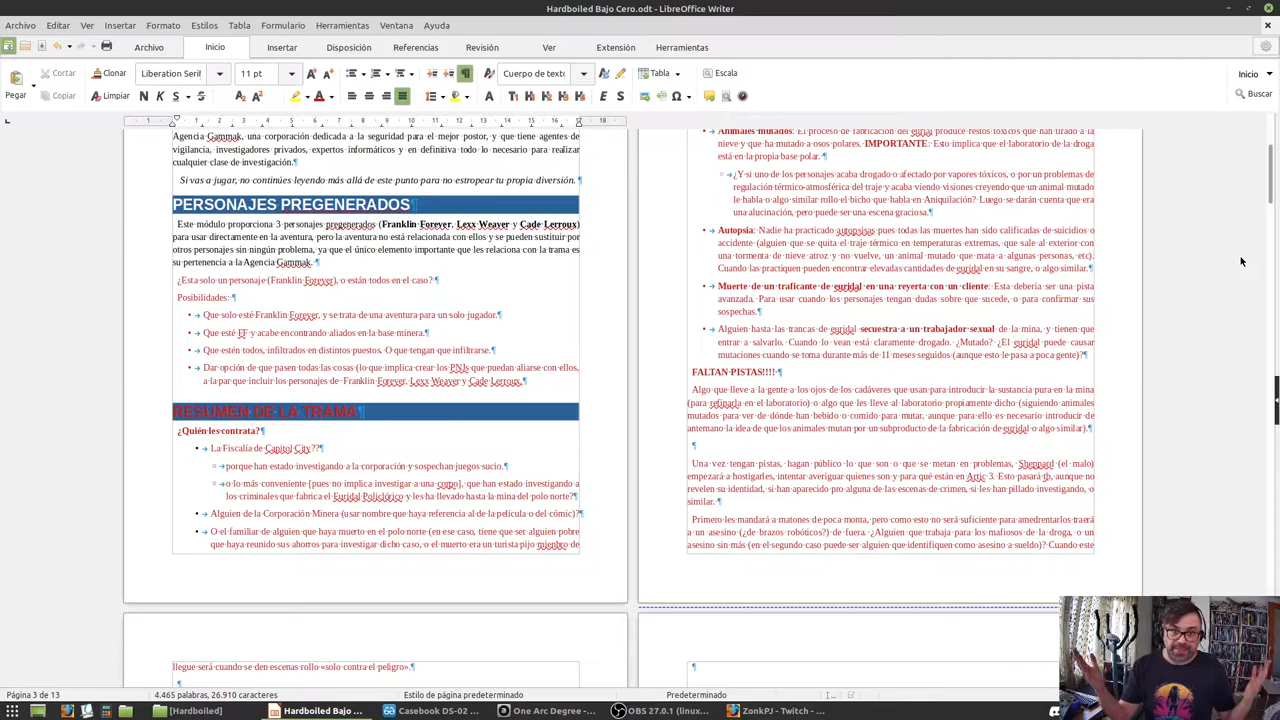 Hardboiled Bajo Cero.odt - LibreOffice Writer
Archivo Editar Ver Insertar Formato Estilos Tabla Formulario Herramientas Ventana Ayuda
Archivo Inicio Insertar Disposición Referencias Revisión Ver Extensión Herramientas
Pegar Cortar Clonar Liberation Serif 11 pt Cuerpo de texto Tabla Escala Inicio
Copiar Limpiar Buscar
Agencia Gammak, una corporación dedicada a la seguridad para el mejor postor, y que tiene agentes de
vigilancia, investigadores privados, expertos informáticos y en definitiva todo lo necesario para realizar
cualquier clase de investigación.¶
Si vas a jugar, no continúes leyendo más allá de este punto para no estropear tu propia diversión. ¶
PERSONAJES PREGENERADOS¶
Este módulo proporciona 3 personajes pregenerados (Franklin Forever, Lexx Weaver y Cade Lerroux)
para usar directamente en la aventura, pero la aventura no está relacionada con ellos y se pueden sustituir por
otros personajes sin ningún problema, ya que el único elemento importante que les relaciona con la trama es
su pertenencia a la Agencia Gammak. ¶
¿Esta solo un personaje (Franklin Forever), o están todos en el caso?¶
Posibilidades: ¶
• Que solo esté Franklin Forever, y se trata de una aventura para un solo jugador.¶
• Que esté FF y acabe encontrando aliados en la base minera.¶
• Que estén todos, infiltrados en distintos puestos. O que tengan que infiltrarse.¶
• Dar opción de que pasen todas las cosas (lo que implica crear los PNJs que puedan aliarse con ellos,
a la par que incluir los personajes de Franklin Forever, Lexx Weaver y Cade Lerroux.¶
RESUMEN DE LA TRAMA¶
¿Quién les contrata?¶
• La Fiscalía de Capitol City??¶
◦ porque han estado investigando a la corporación y sospechan juegos sucio.¶
◦ o lo más conveniente [pues no implica investigar a una corpo], que han estado investigando a
los criminales que fabrica el Euridal Policlórico y les ha llevado hasta la mina del polo norte?¶
• Alguien de la Corporación Minera (usar nombre que haya referencia al de la película o del cómic)?¶
• O el familiar de alguien que haya muerto en el polo norte (en ese caso, tiene que ser alguien pobre
que haya reunido sus ahorros para investigar dicho caso, o el muerto era un turista pijo miembro de
llegue será cuando se den escenas rollo «solo contra el peligro».¶
¶
• Animales mutados: El proceso de fabricación del eurjal produce restos tóxicos que han tirado a la
nieve y que ha mutado a osos polares. IMPORTANTE: Esto implica que el laboratorio de la droga
está en la propia base polar. ¶
◦ ¿Y si uno de los personajes acaba drogado o afectado por vapores tóxicos, o por un problemas de
regulación térmico-atmosférica del traje y acaba viendo visiones creyendo que un animal mutado
le habla o algo similar rollo el bicho que habla en Aniquilación? Luego se darán cuenta que era
una alucinación, pero puede ser una escena graciosa.¶
• Autopsia: Nadie ha practicado autopsisas pues todas las muertes han sido calificadas de suicidios o
accidente (alguien que se quita el traje térmico en temperaturas extremas, que sale al exterior con
una tormenta de nieve atroz y no vuelve, un animal mutado que mata a algunas personas, etc).
Cuando las practiquen pueden encontrar elevadas cantidades de euridal en su sangre, o algo similar.¶
• Muerte de un traficante de euridal en una reyerta con un cliente: Esta debería ser una pista
avanzada. Para usar cuando los personajes tengan dudas sobre que sucede, o para confirmar sus
sospechas.¶
• Alguien hasta las trancas de euridal secuestra a un trabajador sexual de la mina, y tienen que
entrar a salvarlo. Cuando lo vean está claramente drogado. ¿Mutado? ¿El euridal puede causar
mutaciones cuando se toma durante más de 11 meses seguidos (aunque esto le pasa a poca gente)?¶
FALTAN PISTAS!!!! ¶
Algo que lleve a la gente a los ojos de los cadáveres que usan para introducir la sustancia pura en la mina
(para refinarla en el laboratorio) o algo que les lleve al laboratorio propiamente dicho (siguiendo animales
mutados para ver de dónde han bebido o comido para mutar, aunque para ello es necesario introducir de
antemano la idea de que los animales mutan por un subproducto de la fabricación de euridal o algo similar).¶
¶
Una vez tengan pistas, hagan público lo que son o que se metan en problemas, Sheppard (el malo)
empezará a hostigarles, intentar averiguar quienes son y para qué están en Artic 3. Esto pasará tb, aunque no
revelen su identidad, si han aparecido pro alguna de las escenas de crimen, si les han pillado investigando, o
similar. ¶
Primero les mandará a matones de poca monta, pero como esto no será suficiente para amedrentarlos traerá
a un asesino (¿de brazos robóticos?) de fuera. ¿Alguien que trabaja para los mafiosos de la droga, o un
asesino sin más (en el segundo caso puede ser alguien que identifiquen como asesino a sueldo)? Cuando este
¶
Página 3 de 13 4.465 palabras, 26.910 caracteres Estilo de página predeterminado Predeterminado
[Hardboiled] Hardboiled Bajo ... Casebook DS-02 ... One Arc Degree -... OBS 27.0.1 (linux... ZonkPJ - Twitch - ...